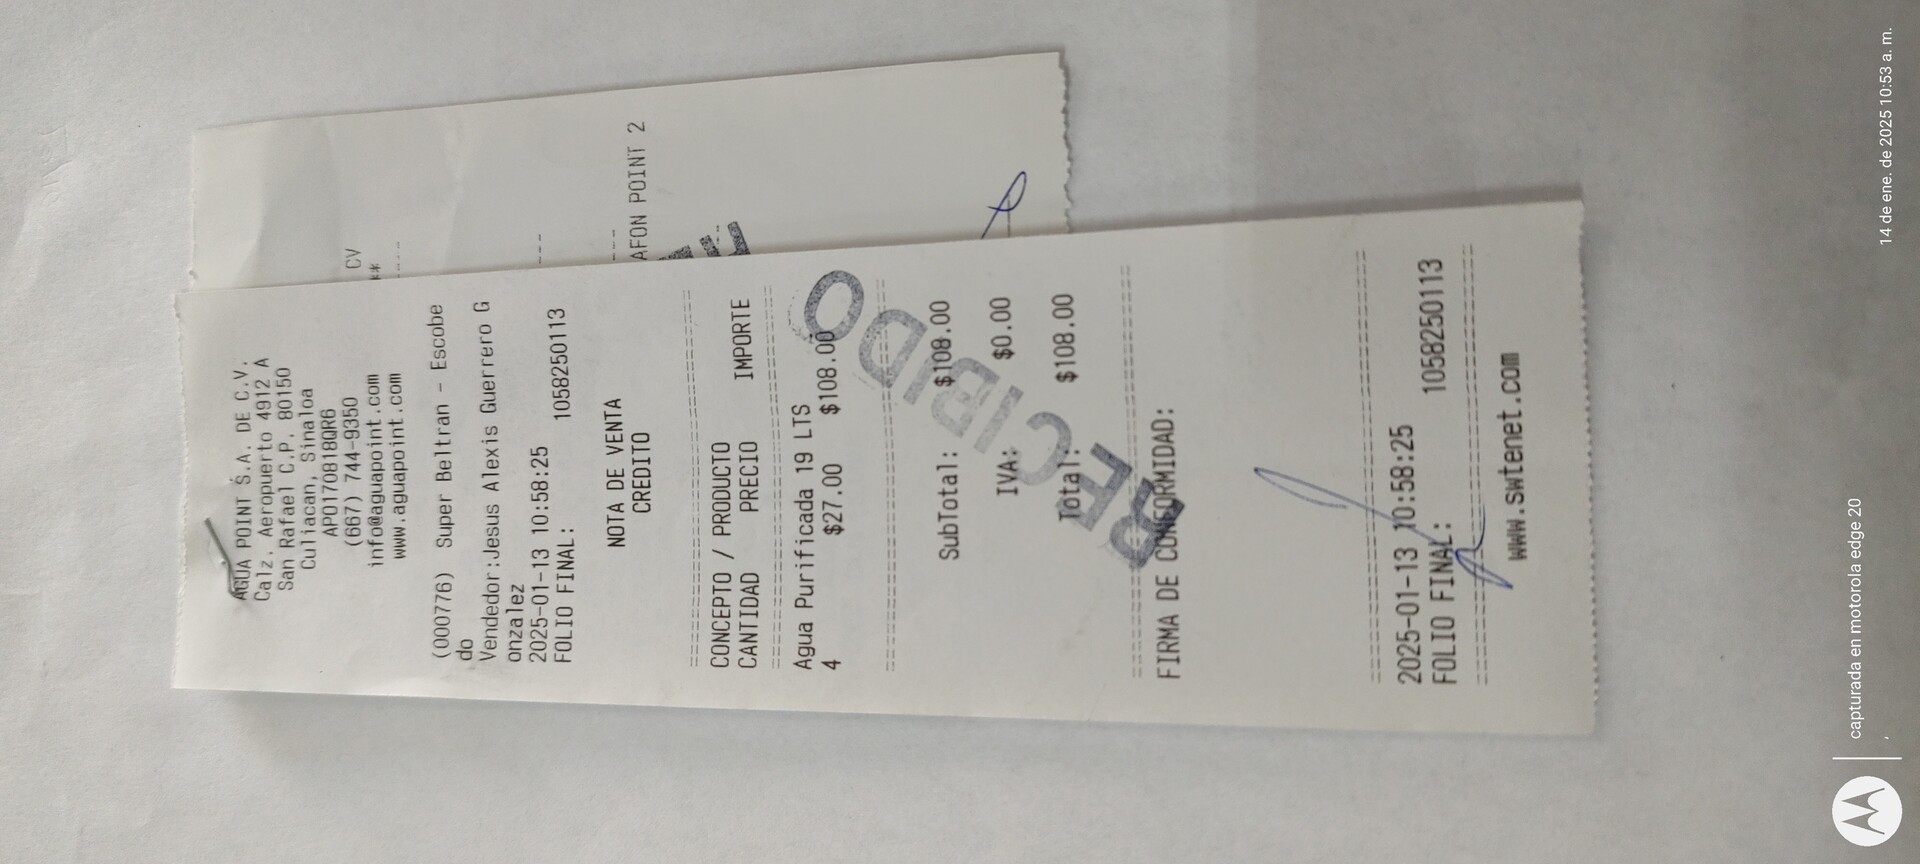 AGUA POINT S.A. DE C.V.
Calz. Aeropuerto 4912 A
San Rafael C.P. 80150
Culiacan, Sinaloa
APO170818QR6
(667) 744-9350
info@aguapoint.com
www.aguapoint.com
(000776) Super Beltran - Escobe
do
Vendedor:Jesus Alexis Guerrero G
onzalez
2025-01-13 10:58:25
FOLIO FINAL: 1058250113
NOTA DE VENTA
CREDITO
CONCEPTO / PRODUCTO
CANTIDAD PRECIO IMPORTE
Agua Purificada 19 LTS
4 $27.00 $108.00
SubTotal: $108.00
IVA: $0.00
Total: $108.00
RECIBIDO
FIRMA DE CONFORMIDAD:
2025-01-13 10:58:25
FOLIO FINAL: 1058250113
www.swtenet.com
CV
**
AFON POINT 2
capturada en motorola edge 20
14 de ene. de 2025 10:53 a. m.